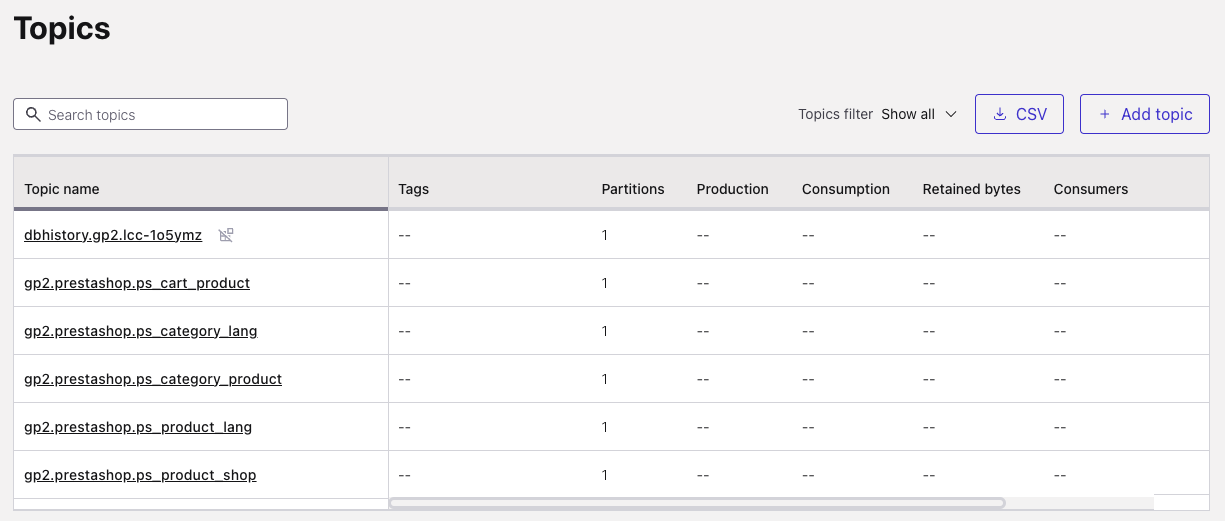 Topics
Search topics
Topics filter Show all CSV + Add topic
Topic name Tags Partitions Production Consumption Retained bytes Consumers
dbhistory.gp2.lcc-1o5ymz -- 1 -- -- -- --
gp2.prestashop.ps_cart_product -- 1 -- -- -- --
gp2.prestashop.ps_category_lang -- 1 -- -- -- --
gp2.prestashop.ps_category_product -- 1 -- -- -- --
gp2.prestashop.ps_product_lang -- 1 -- -- -- --
gp2.prestashop.ps_product_shop -- 1 -- -- -- --